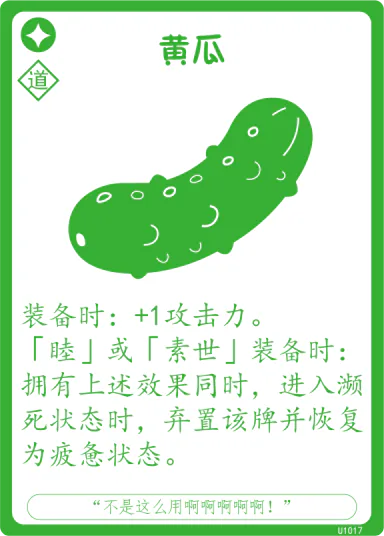 黄瓜
道
装备时：+1攻击力。
「睦」或「素世」装备时：
拥有上述效果同时，进入濒
死状态时，弃置该牌并恢复
为疲惫状态。
“不是这么用啊啊啊啊啊！”
U1017